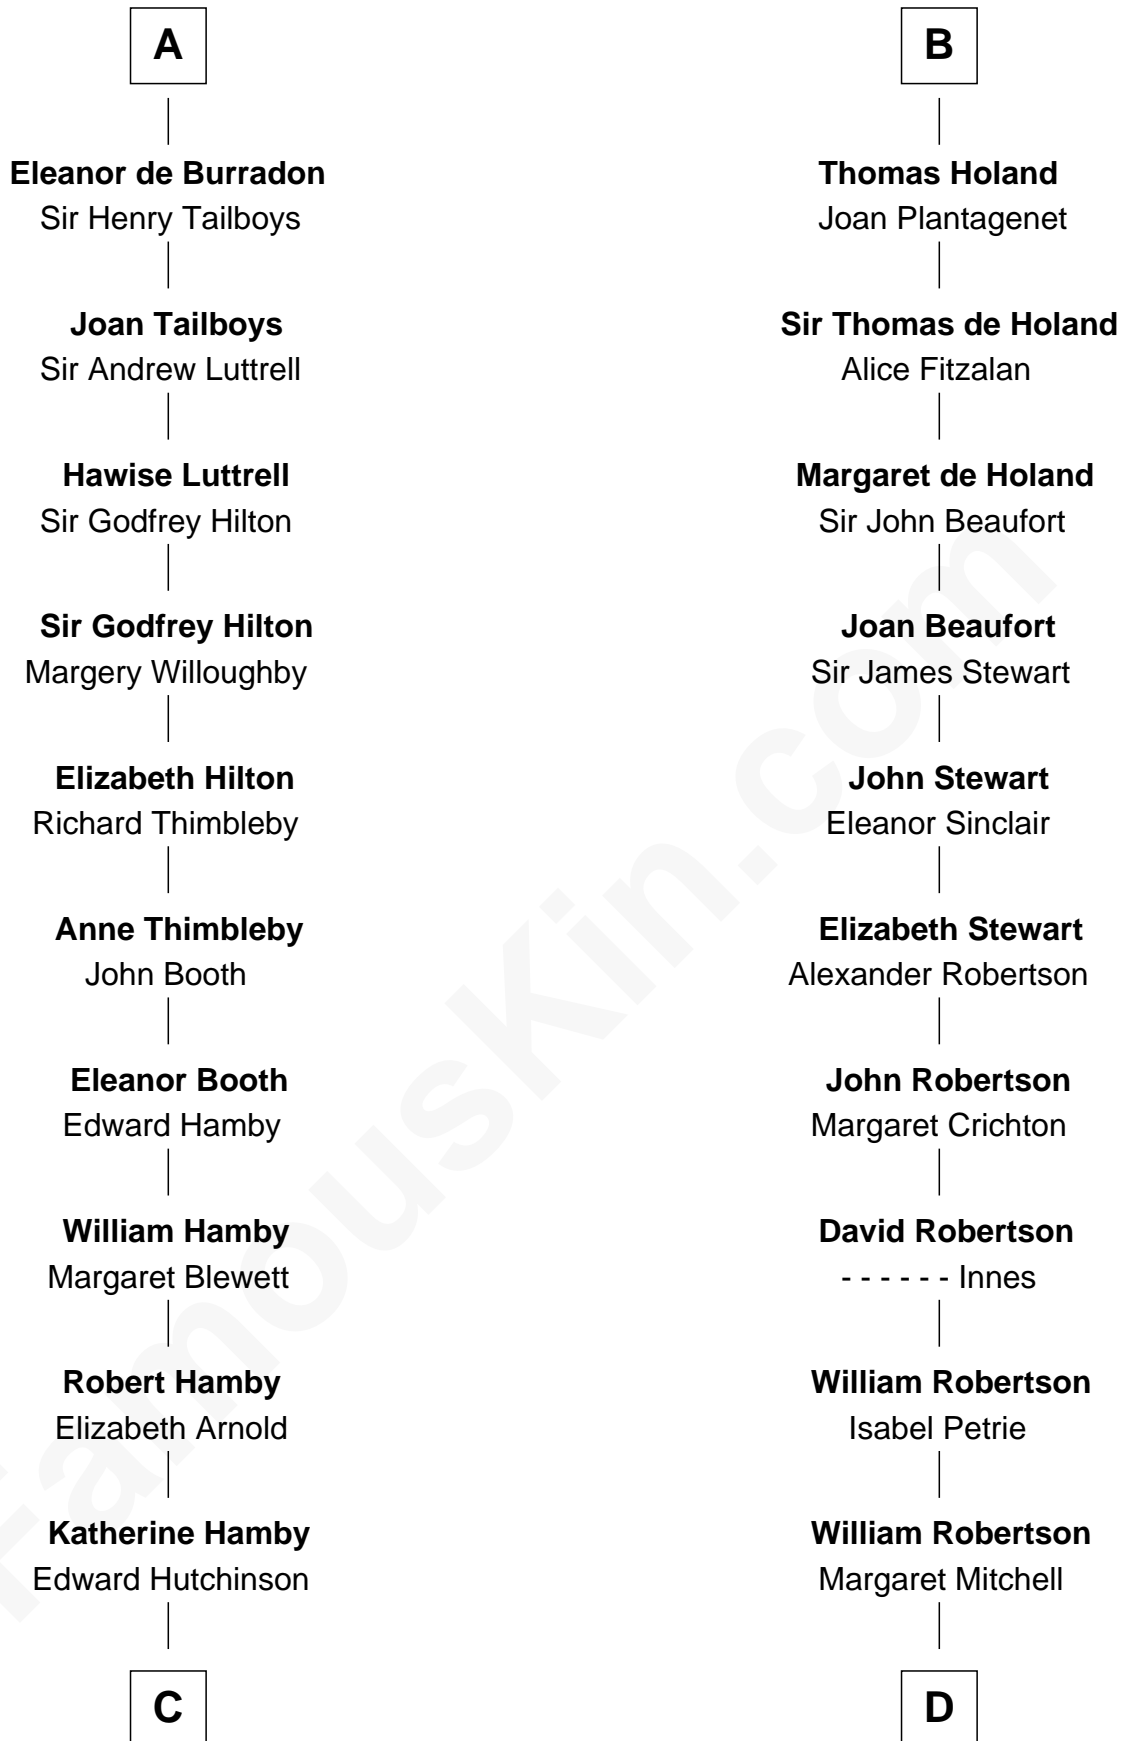 A
Eleanor de Burradon
Sir Henry Tailboys
Joan Tailboys
Sir Andrew Luttrell
Hawise Luttrell
Sir Godfrey Hilton
Sir Godfrey Hilton
Margery Willoughby
Elizabeth Hilton
Richard Thimbleby
Anne Thimbleby
John Booth
Eleanor Booth
Edward Hamby
William Hamby
Margaret Blewett
Robert Hamby
Elizabeth Arnold
Katherine Hamby
Edward Hutchinson
C
B
Thomas Holand
Joan Plantagenet
Sir Thomas de Holand
Alice Fitzalan
Margaret de Holand
Sir John Beaufort
Joan Beaufort
Sir James Stewart
John Stewart
Eleanor Sinclair
Elizabeth Stewart
Alexander Robertson
John Robertson
Margaret Crichton
David Robertson
- - - - - - Innes
William Robertson
Isabel Petrie
William Robertson
Margaret Mitchell
D
FamousKin.com